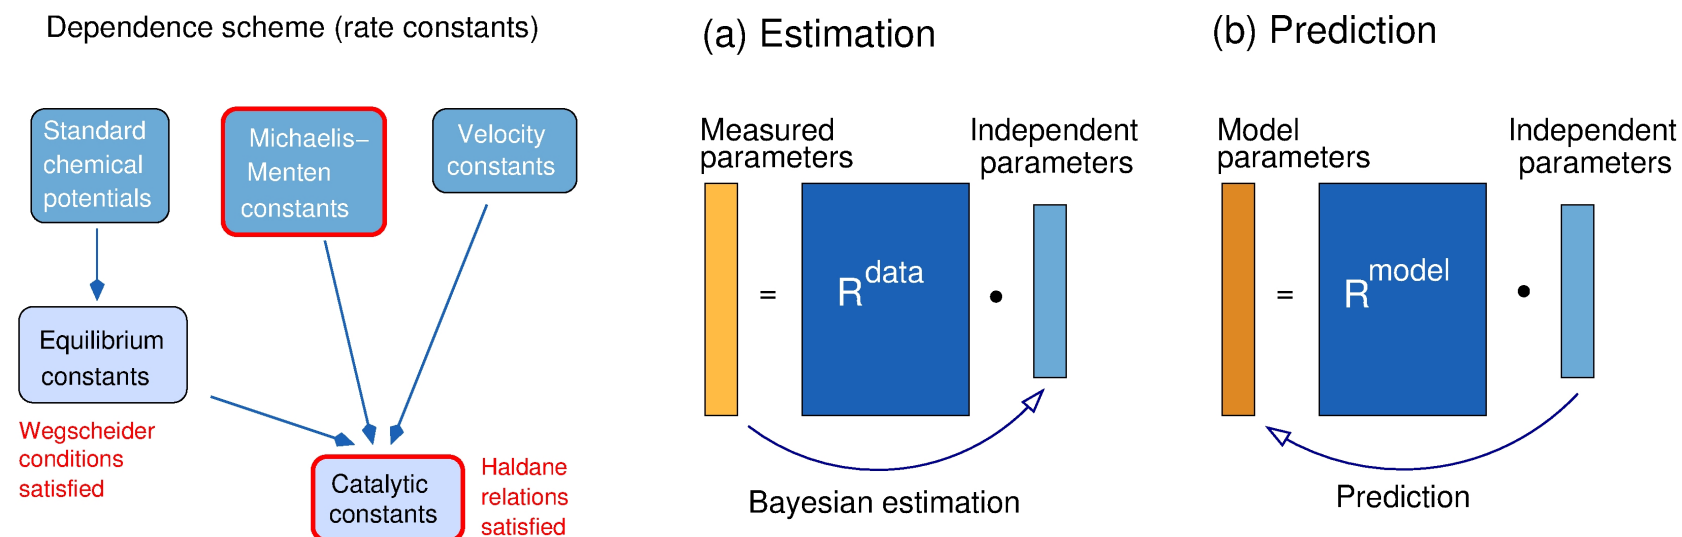 Dependence scheme (rate constants)
Standard
chemical
potentials
Michaelis−
Menten
constants
Velocity
constants
Equilibrium
constants
Wegscheider
conditions
satisfied
Catalytic
constants
Haldane
relations
satisfied
(a) Estimation
Measured
parameters
Independent
parameters
=
R^data
•
Bayesian estimation
(b) Prediction
Model
parameters
Independent
parameters
=
R^model
•
Prediction